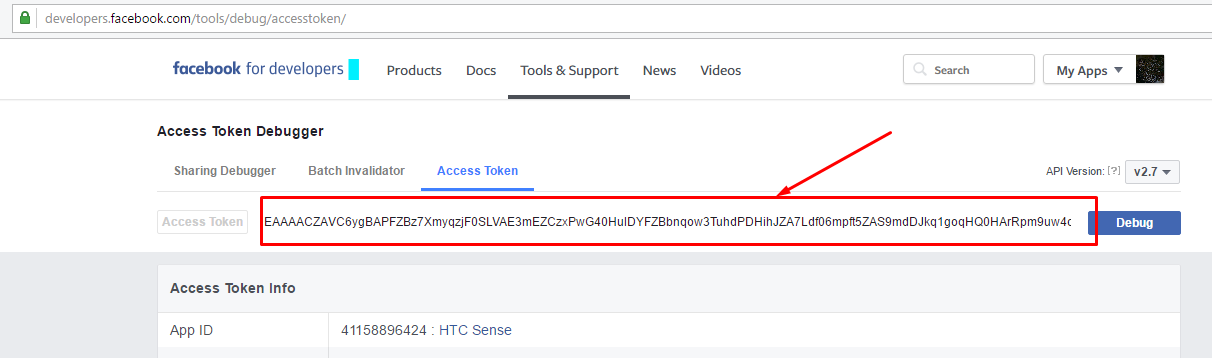 developers.facebook.com/tools/debug/accesstoken/
facebook for developers Products Docs Tools & Support News Videos Search My Apps
Access Token Debugger
Sharing Debugger Batch Invalidator Access Token API Version: [?] v2.7
Access Token Debug
Access Token Info
App ID 41158896424 : HTC Sense